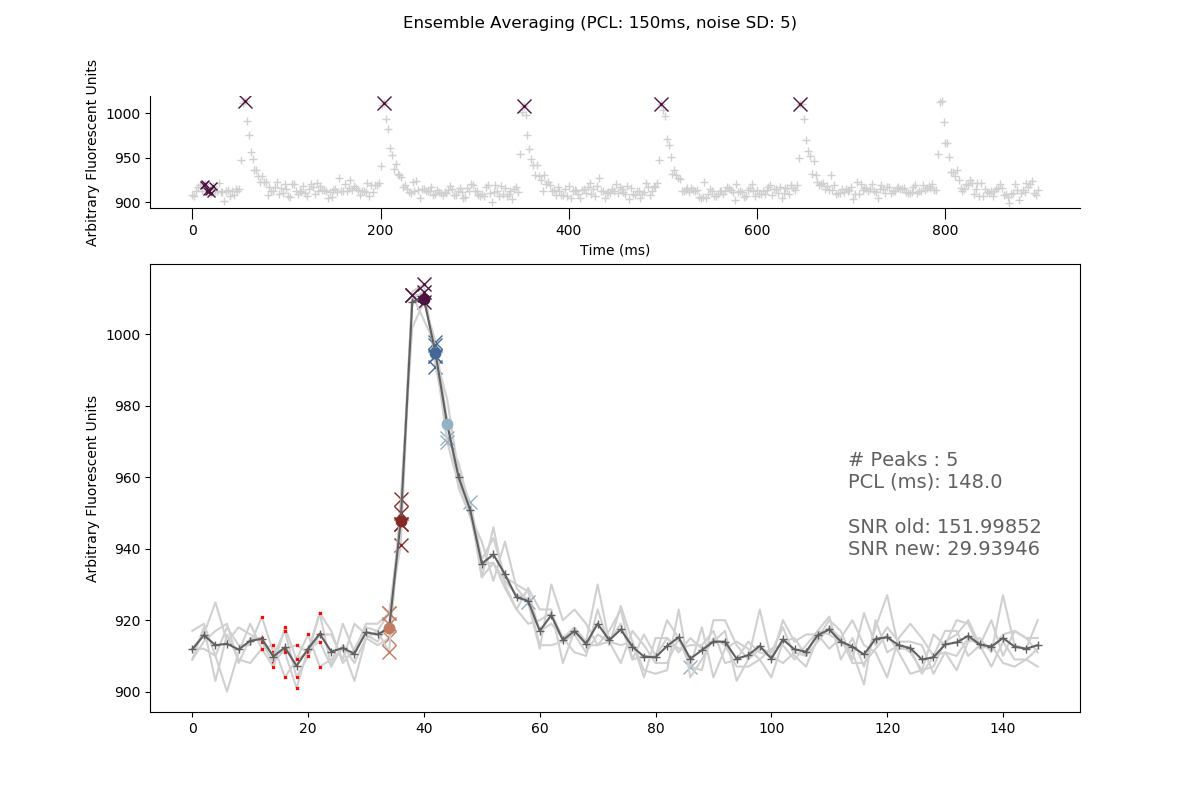 Ensemble Averaging (PCL: 150ms, noise SD: 5)
Arbitrary Fluorescent Units
1000
950
900
0 200 400 600 800
Time (ms)
Arbitrary Fluorescent Units
1000
980
960
940
920
900
# Peaks : 5
PCL (ms): 148.0
SNR old: 151.99852
SNR new: 29.93946
0 20 40 60 80 100 120 140